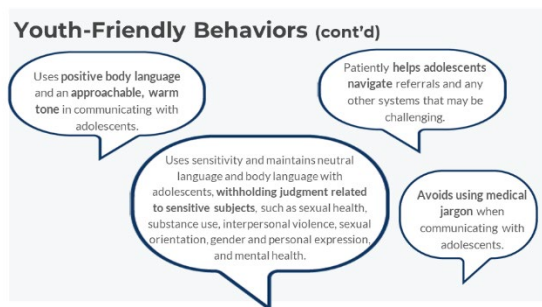 Youth-Friendly Behaviors (cont’d)
Uses positive body language
and an approachable, warm
tone in communicating with
adolescents.
Patiently helps adolescents
navigate referrals and any
other systems that may be
challenging.
Uses sensitivity and maintains neutral
language and body language with
adolescents, withholding judgment related
to sensitive subjects, such as sexual health,
substance use, interpersonal violence, sexual
orientation, gender and personal expression,
and mental health.
Avoids using medical
jargon when
communicating with
adolescents.